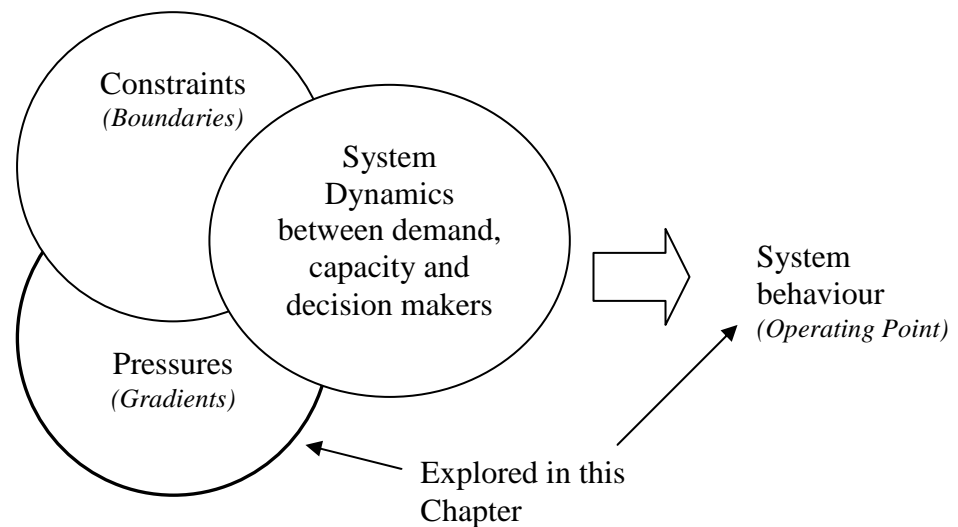 Constraints
(Boundaries)
System
Dynamics
between demand,
capacity and
decision makers
System
behaviour
(Operating Point)
Pressures
(Gradients)
Explored in this
Chapter